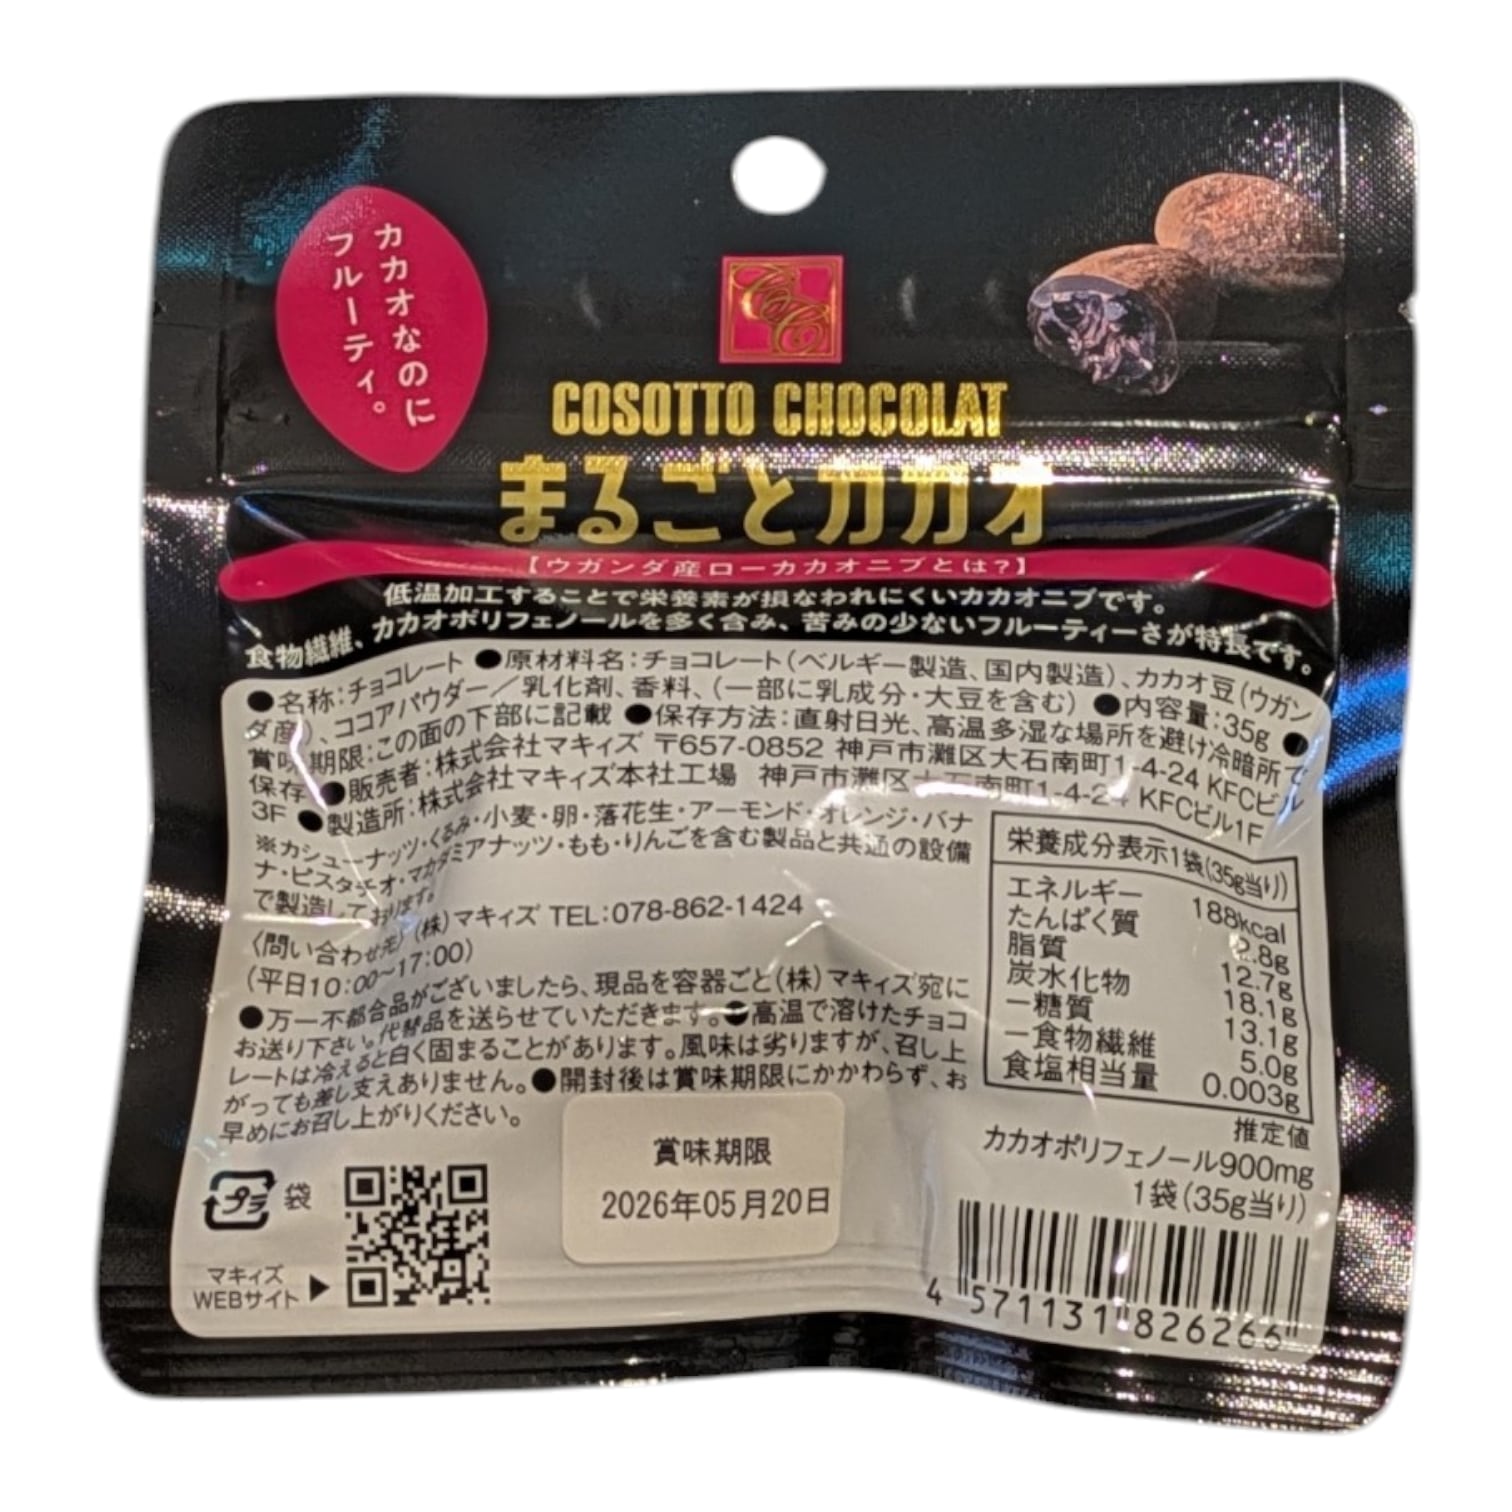 カカオなのに
フルーティ。
COSOTTO CHOCOLAT
まるごとカカオ
【ウガンダ産ローカカオニブとは?】
低温加工することで栄養素が損なわれにくいカカオニブです。
食物繊維、カカオポリフェノールを多く含み、苦みの少ないフルーティーさが特長です。
●名称:チョコレート ●原材料名:チョコレート(ベルギー製造、国内製造)、カカオ豆(ウガン
ダ産)、ココアパウダー/乳化剤、香料、(一部に乳成分・大豆を含む) ●内容量:35g ●
賞味期限:この面の下部に記載 ●保存方法:直射日光、高温多湿な場所を避け冷暗所で
保存 ●販売者:株式会社マキィズ 〒657-0852 神戸市灘区大石南町1-4-24 KFCビル
3F ●製造所:株式会社マキィズ本社工場 神戸市灘区大石南町1-4-24 KFCビル1F
※カシューナッツ・くるみ・小麦・卵・落花生・アーモンド・オレンジ・バナ
ナ・ピスタチオ・マカダミアナッツ・もも・りんごを含む製品と共通の設備
で製造しております。
〈問い合わせ先〉(株)マキィズ TEL:078-862-1424
(平日10:00~17:00)
●万一不都合品がございましたら、現品を容器ごと(株)マキィズ宛に
お送り下さい。代替品を送らせていただきます。●高温で溶けたチョコ
レートは冷えると白く固まることがあります。風味は劣りますが、召し上
がっても差し支えありません。●開封後は賞味期限にかかわらず、お
早めにお召し上がりください。
栄養成分表示1袋(35g当り)
エネルギー 188kcal
たんぱく質 2.8g
脂質 12.7g
炭水化物 18.1g
ー糖質 13.1g
ー食物繊維 5.0g
食塩相当量 0.003g
推定値
カカオポリフェノール900mg
1袋(35g当り)
賞味期限
2026年05月20日
プラ 袋
マキィズ
WEBサイト▶
4 571131 826266